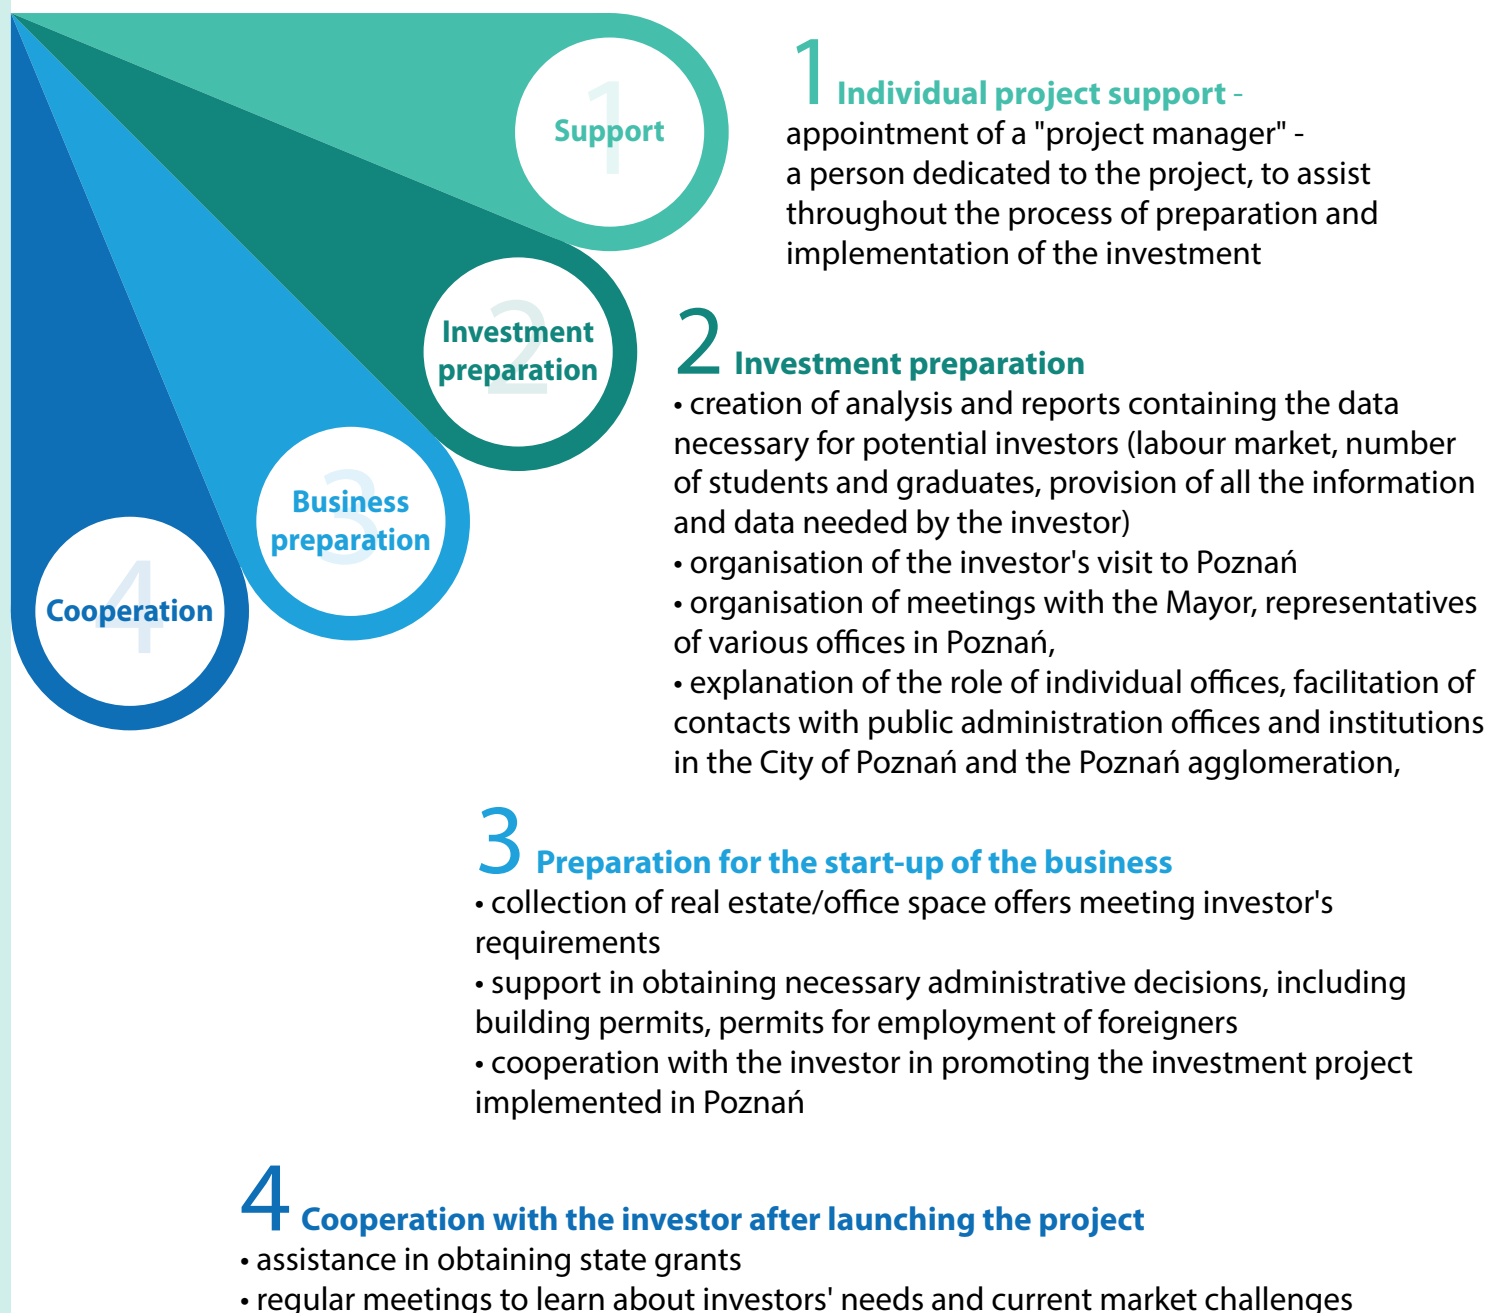 1
Support
2
Investment
preparation
3
Business
preparation
4
Cooperation
1 Individual project support -
appointment of a "project manager" -
a person dedicated to the project, to assist
throughout the process of preparation and
implementation of the investment
2 Investment preparation
• creation of analysis and reports containing the data
necessary for potential investors (labour market, number
of students and graduates, provision of all the information
and data needed by the investor)
• organisation of the investor's visit to Poznań
• organisation of meetings with the Mayor, representatives
of various offices in Poznań,
• explanation of the role of individual offices, facilitation of
contacts with public administration offices and institutions
in the City of Poznań and the Poznań agglomeration,
3 Preparation for the start-up of the business
• collection of real estate/office space offers meeting investor's
requirements
• support in obtaining necessary administrative decisions, including
building permits, permits for employment of foreigners
• cooperation with the investor in promoting the investment project
implemented in Poznań
4 Cooperation with the investor after launching the project
• assistance in obtaining state grants
• regular meetings to learn about investors' needs and current market challenges